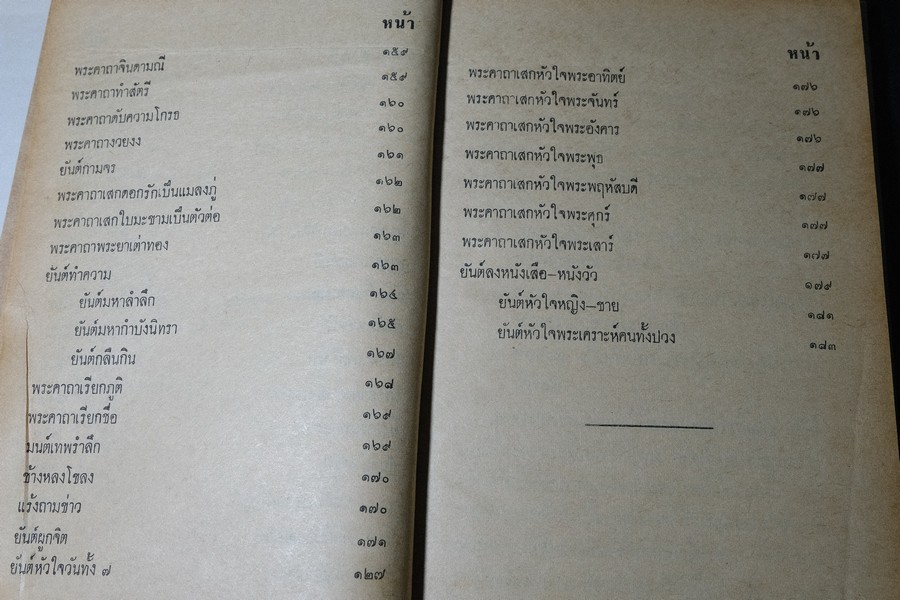 หน้า
พระคาถาจินดามณี ๑๕๙
พระคาถาทำสัตรี ๑๕๙
พระคาถาดับความโกรธ ๑๖๐
พระคาถางวยงง ๑๖๐
ยันต์กามจร ๑๖๑
พระคาถาเสกดอกรักเป็นแมลงภู่ ๑๖๒
พระคาถาเสกใบมะขามเป็นตัวต่อ ๑๖๒
พระคาถาพระยาเต่าทอง ๑๖๓
ยันต์ทำความ ๑๖๓
ยันต์มหาลำลึก ๑๖๔
ยันต์มหากำบังนิทรา ๑๖๕
ยันต์กลืนกิน ๑๖๗
พระคาถาเรียกภูติ ๑๖๘
พระคาถาเรียกชื่อ ๑๖๙
มนต์เทพรำลึก ๑๖๙
ช้างหลงโขลง ๑๗๐
แร้งถามข่าว ๑๗๐
ยันต์ผูกจิต ๑๗๑
ยันต์หัวใจวันทั้ง ๗ ๑๒๗
หน้า
พระคาถาเสกหัวใจพระอาทิตย์ ๑๗๖
พระคาถาเสกหัวใจพระจันทร์ ๑๗๖
พระคาถาเสกหัวใจพระอังคาร ๑๗๖
พระคาถาเสกหัวใจพระพุธ ๑๗๗
พระคาถาเสกหัวใจพระพฤหัสบดี ๑๗๗
พระคาถาเสกหัวใจพระศุกร์ ๑๗๗
พระคาถาเสกหัวใจพระเสาร์ ๑๗๗
ยันต์ลงหนังเสือ-หนังวัว ๑๗๙
ยันต์หัวใจหญิง-ชาย ๑๘๑
ยันต์หัวใจพระเคราะห์คนทั้งปวง ๑๘๓